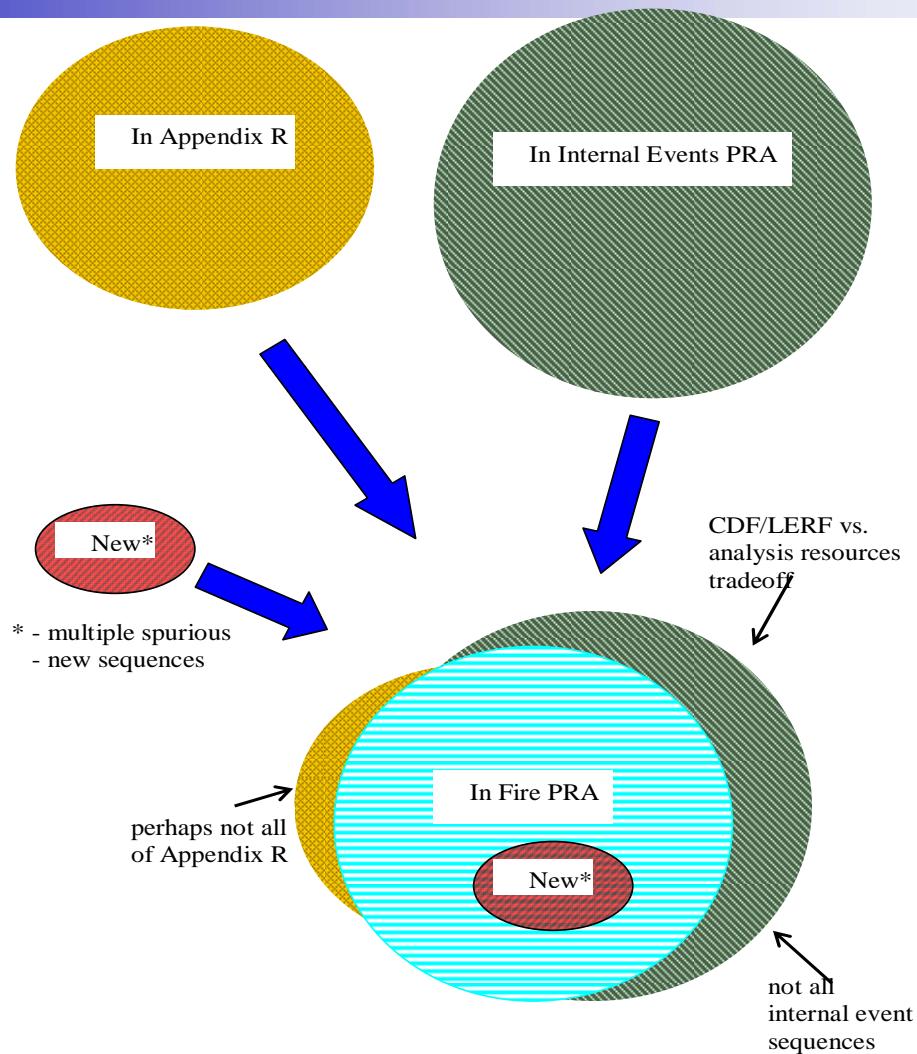 In Appendix R
In Internal Events PRA
New*
* - multiple spurious
- new sequences
CDF/LERF vs.
analysis resources
tradeoff
In Fire PRA
perhaps not all
of Appendix R
New*
not all
internal event
sequences